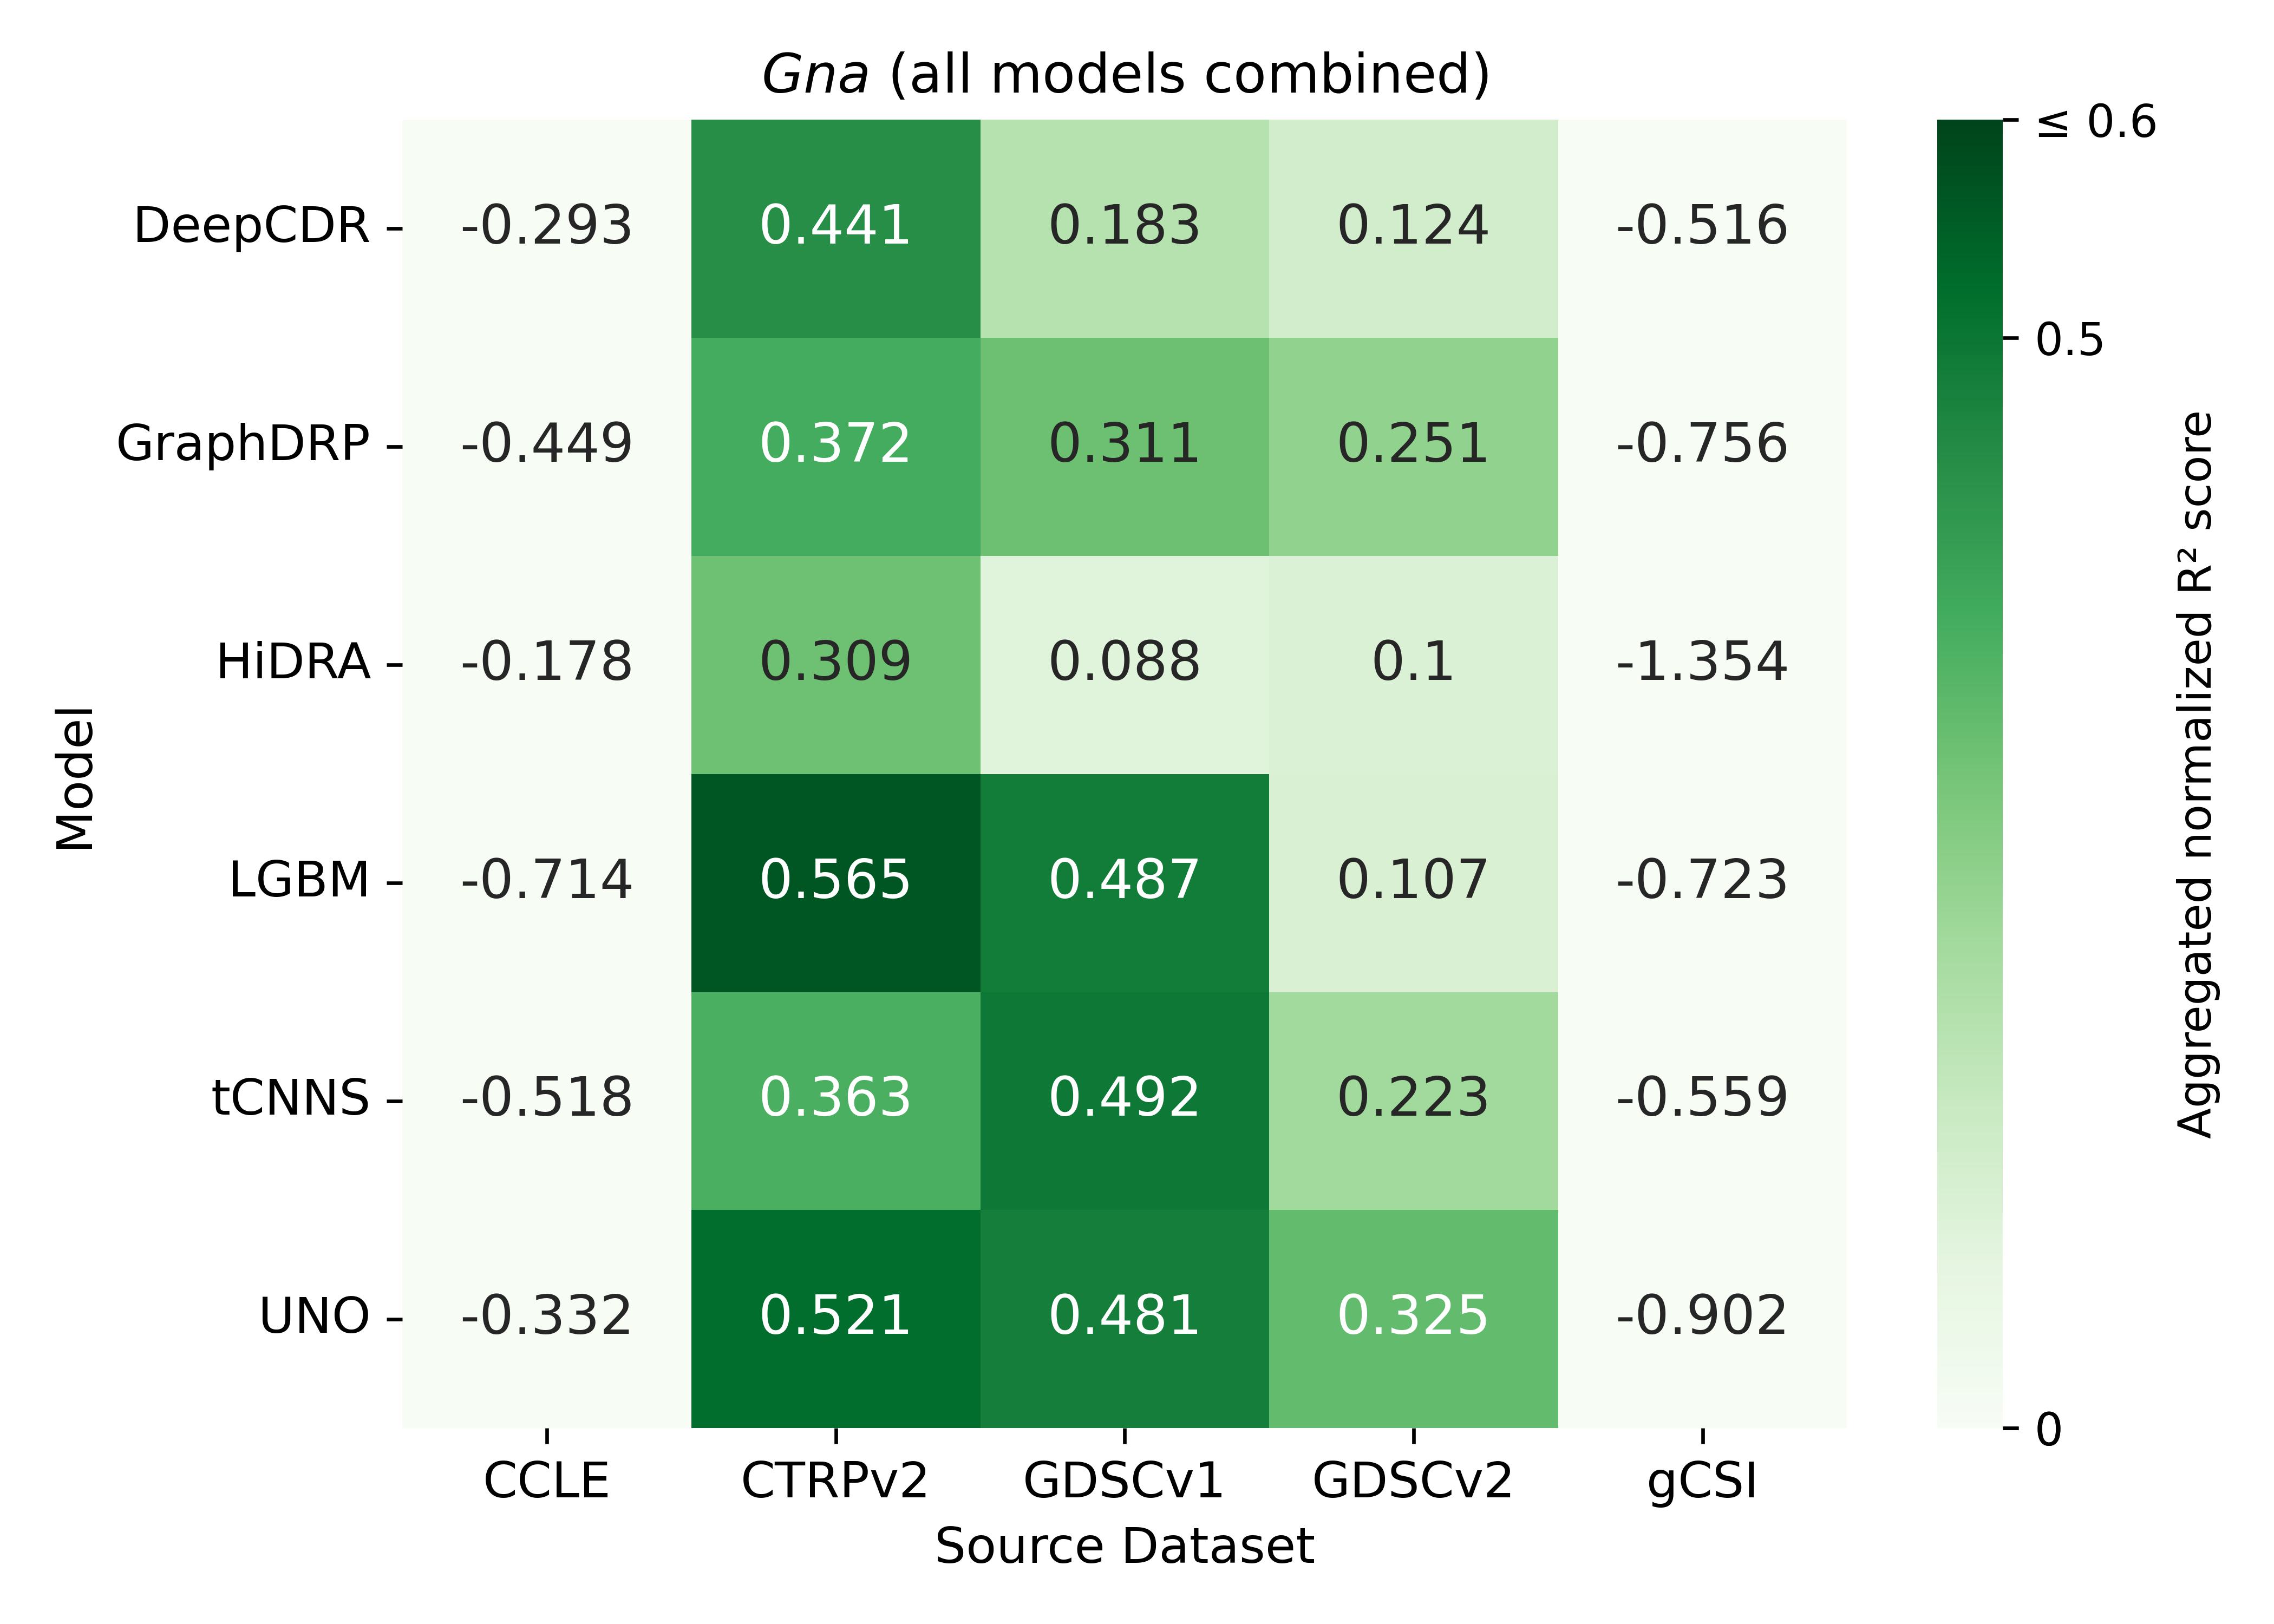 Gna (all models combined)
DeepCDR -0.293 0.441 0.183 0.124 -0.516
GraphDRP -0.449 0.372 0.311 0.251 -0.756
HiDRA -0.178 0.309 0.088 0.1 -1.354
LGBM -0.714 0.565 0.487 0.107 -0.723
tCNNS -0.518 0.363 0.492 0.223 -0.559
UNO -0.332 0.521 0.481 0.325 -0.902
CCLE CTRPv2 GDSCv1 GDSCv2 gCSI
Source Dataset
Model
≦ 0.6
0.5
0
Aggregated normalized R² score